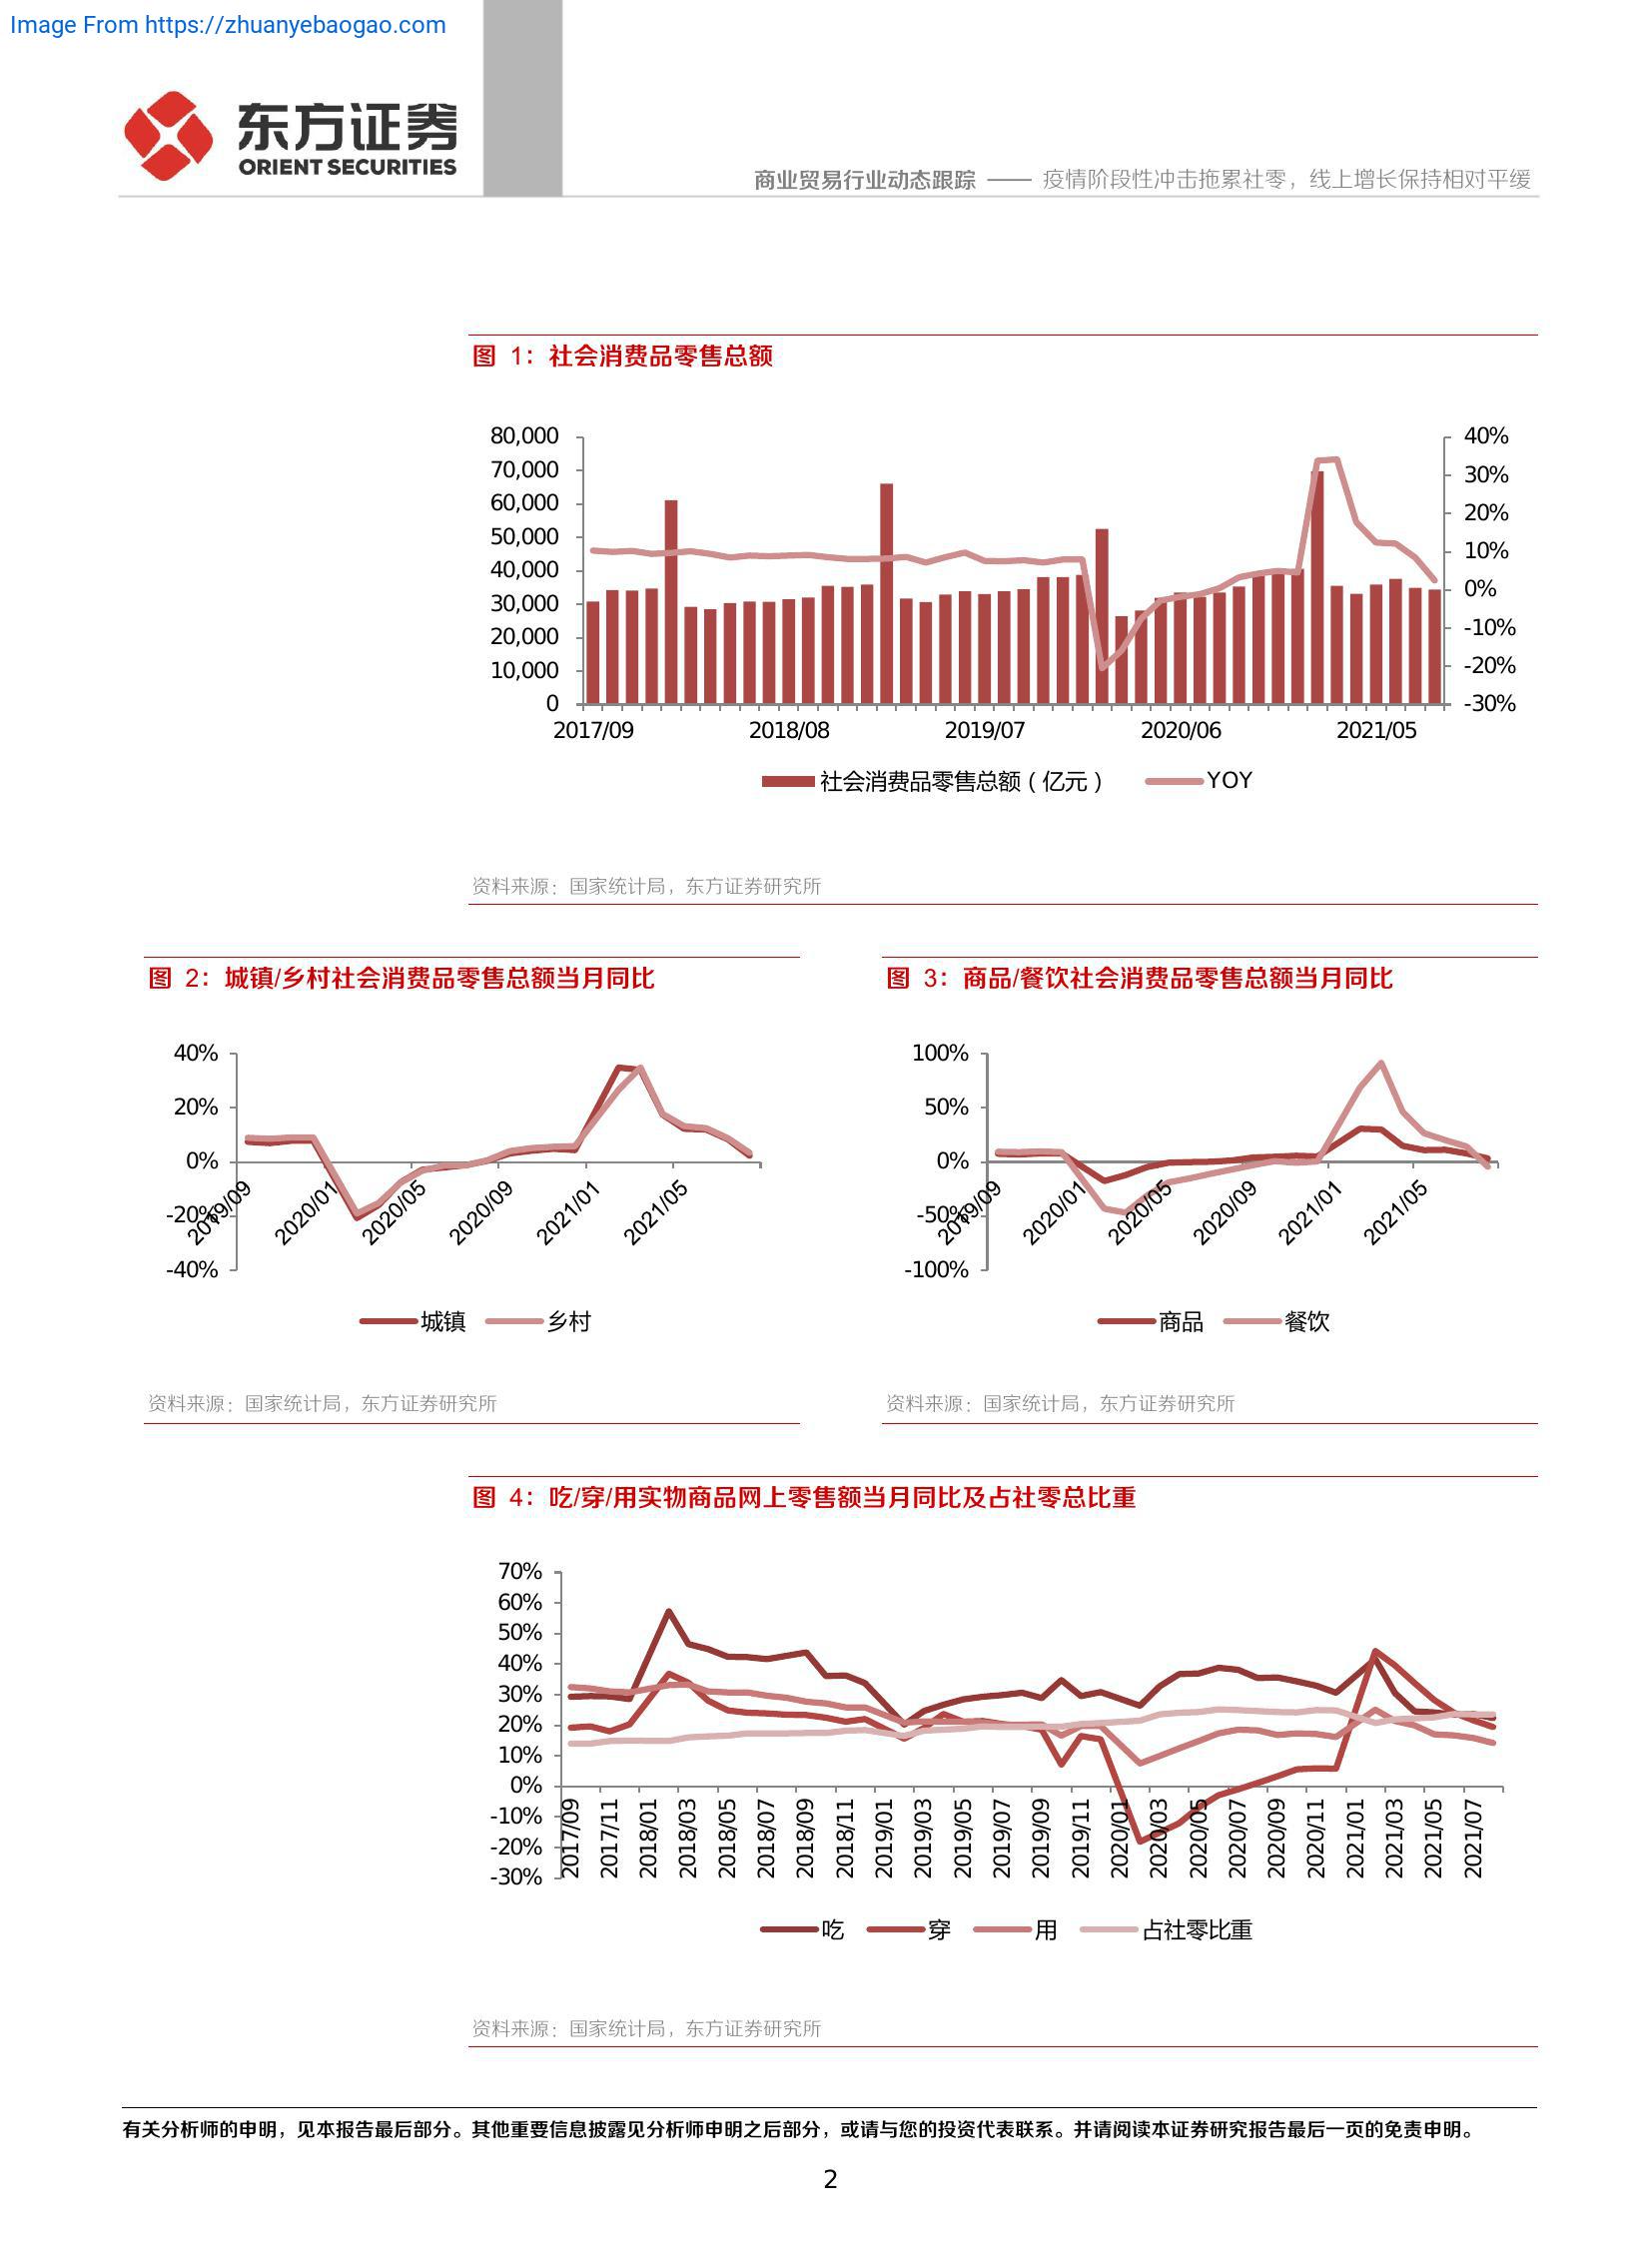 Image From https://zhuanyebaogao.com
东方证券
ORIENT SECURITIES
商业贸易行业动态跟踪 —— 疫情阶段性冲击拖累社零，线上增长保持相对平缓
图 1：社会消费品零售总额
80,000
70,000
60,000
50,000
40,000
30,000
20,000
10,000
0
40%
30%
20%
10%
0%
-10%
-20%
-30%
2017/09 2018/08 2019/07 2020/06 2021/05
社会消费品零售总额（亿元） YOY
资料来源：国家统计局，东方证券研究所
图 2：城镇/乡村社会消费品零售总额当月同比
40%
20%
0%
-20%
-40%
2019/09 2020/01 2020/05 2020/09 2021/01 2021/05
城镇 乡村
资料来源：国家统计局，东方证券研究所
图 3：商品/餐饮社会消费品零售总额当月同比
100%
50%
0%
-50%
-100%
2019/09 2020/01 2020/05 2020/09 2021/01 2021/05
商品 餐饮
资料来源：国家统计局，东方证券研究所
图 4：吃/穿/用实物商品网上零售额当月同比及占社零总比重
70%
60%
50%
40%
30%
20%
10%
0%
-10%
-20%
-30%
2017/09 2017/11 2018/01 2018/03 2018/05 2018/07 2018/09 2018/11 2019/01 2019/03 2019/05 2019/07 2019/09 2019/11 2020/01 2020/03 2020/05 2020/07 2020/09 2020/11 2021/01 2021/03 2021/05 2021/07
吃 穿 用 占社零比重
资料来源：国家统计局，东方证券研究所
有关分析师的申明，见本报告最后部分。其他重要信息披露见分析师申明之后部分，或请与您的投资代表联系。并请阅读本证券研究报告最后一页的免责申明。
2